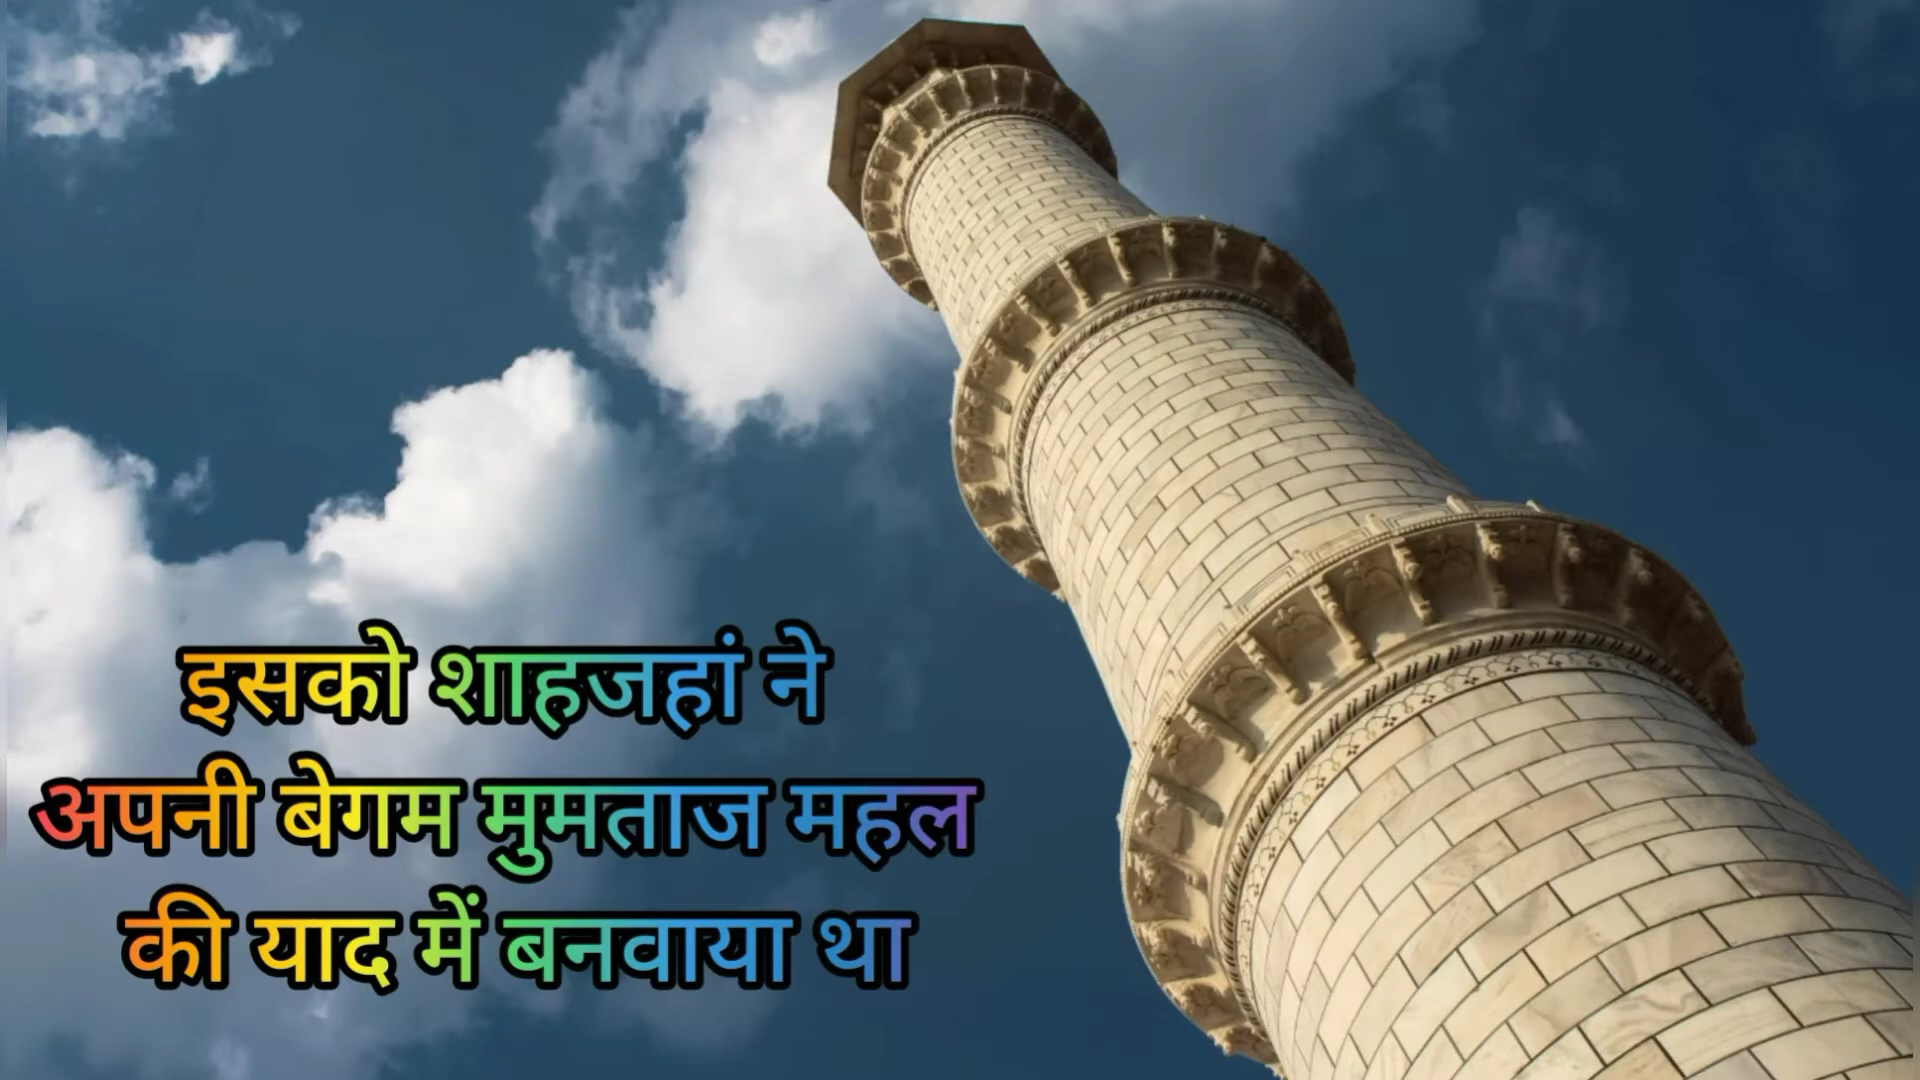 इसको शाहजहां ने
अपनी बेगम मुमताज महल
की याद में बनवाया था